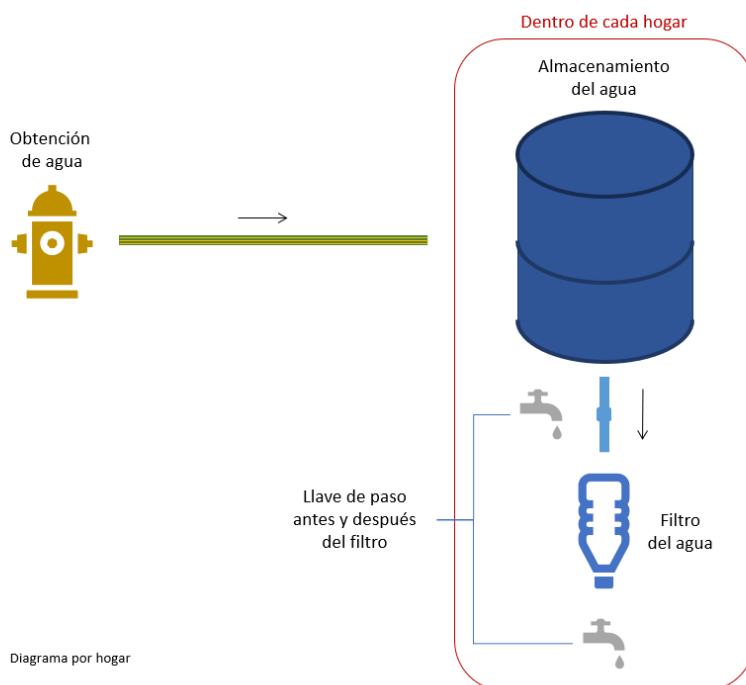 Dentro de cada hogar
Almacenamiento
del agua
Obtención
de agua
Llave de paso
antes y después
del filtro
Filtro
del agua
Diagrama por hogar